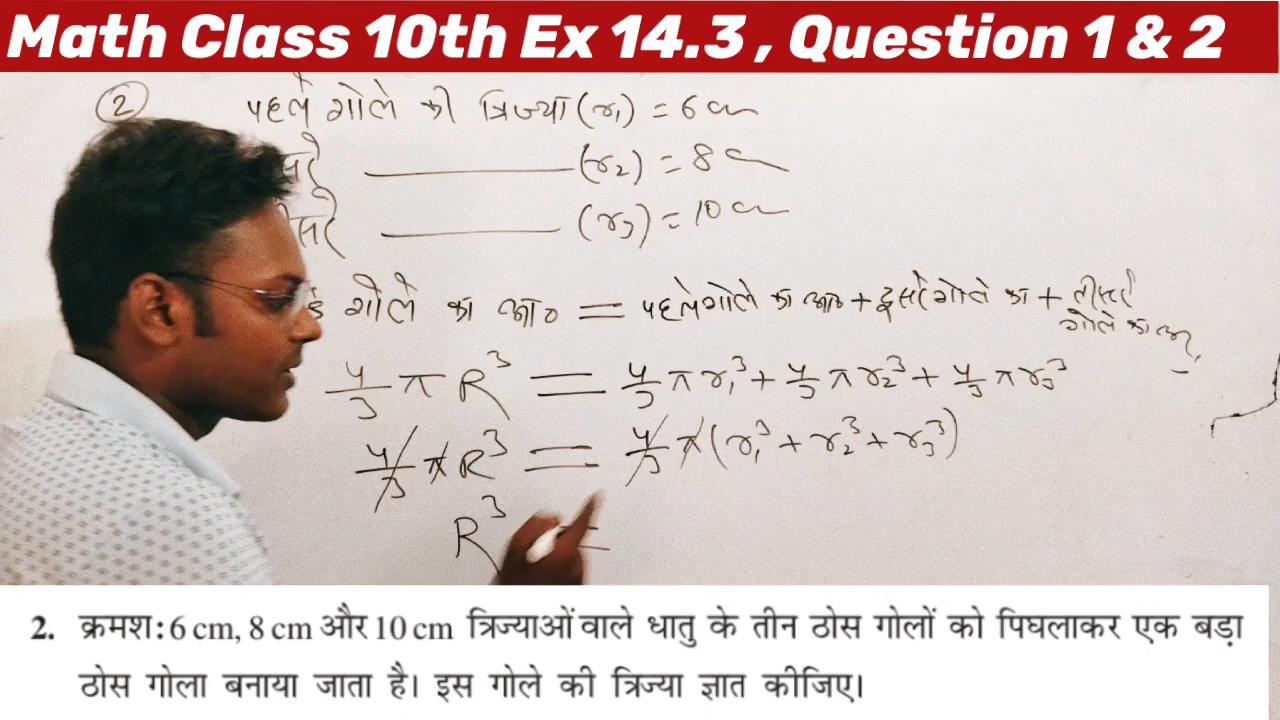 Math Class 10th Ex 14.3 , Question 1 & 2
② पहले गोले की त्रिज्या (r₁) = 6 cm
सरे ——— (r₂) = 8 cm
सरे ——— (r₃) = 10 cm
ड़े गोले का आ० = पहले गोले का आ० + दूसरे गोले का + तीसरे
गोले का आ०
4/3 π R³ = 4/3 π r₁³ + 4/3 π r₂³ + 4/3 π r₃³
4/3 π R³ = 4/3 π (r₁³ + r₂³ + r₃³)
R³ =
2. क्रमश: 6 cm, 8 cm और 10 cm त्रिज्याओं वाले धातु के तीन ठोस गोलों को पिघलाकर एक बड़ा
ठोस गोला बनाया जाता है। इस गोले की त्रिज्या ज्ञात कीजिए।